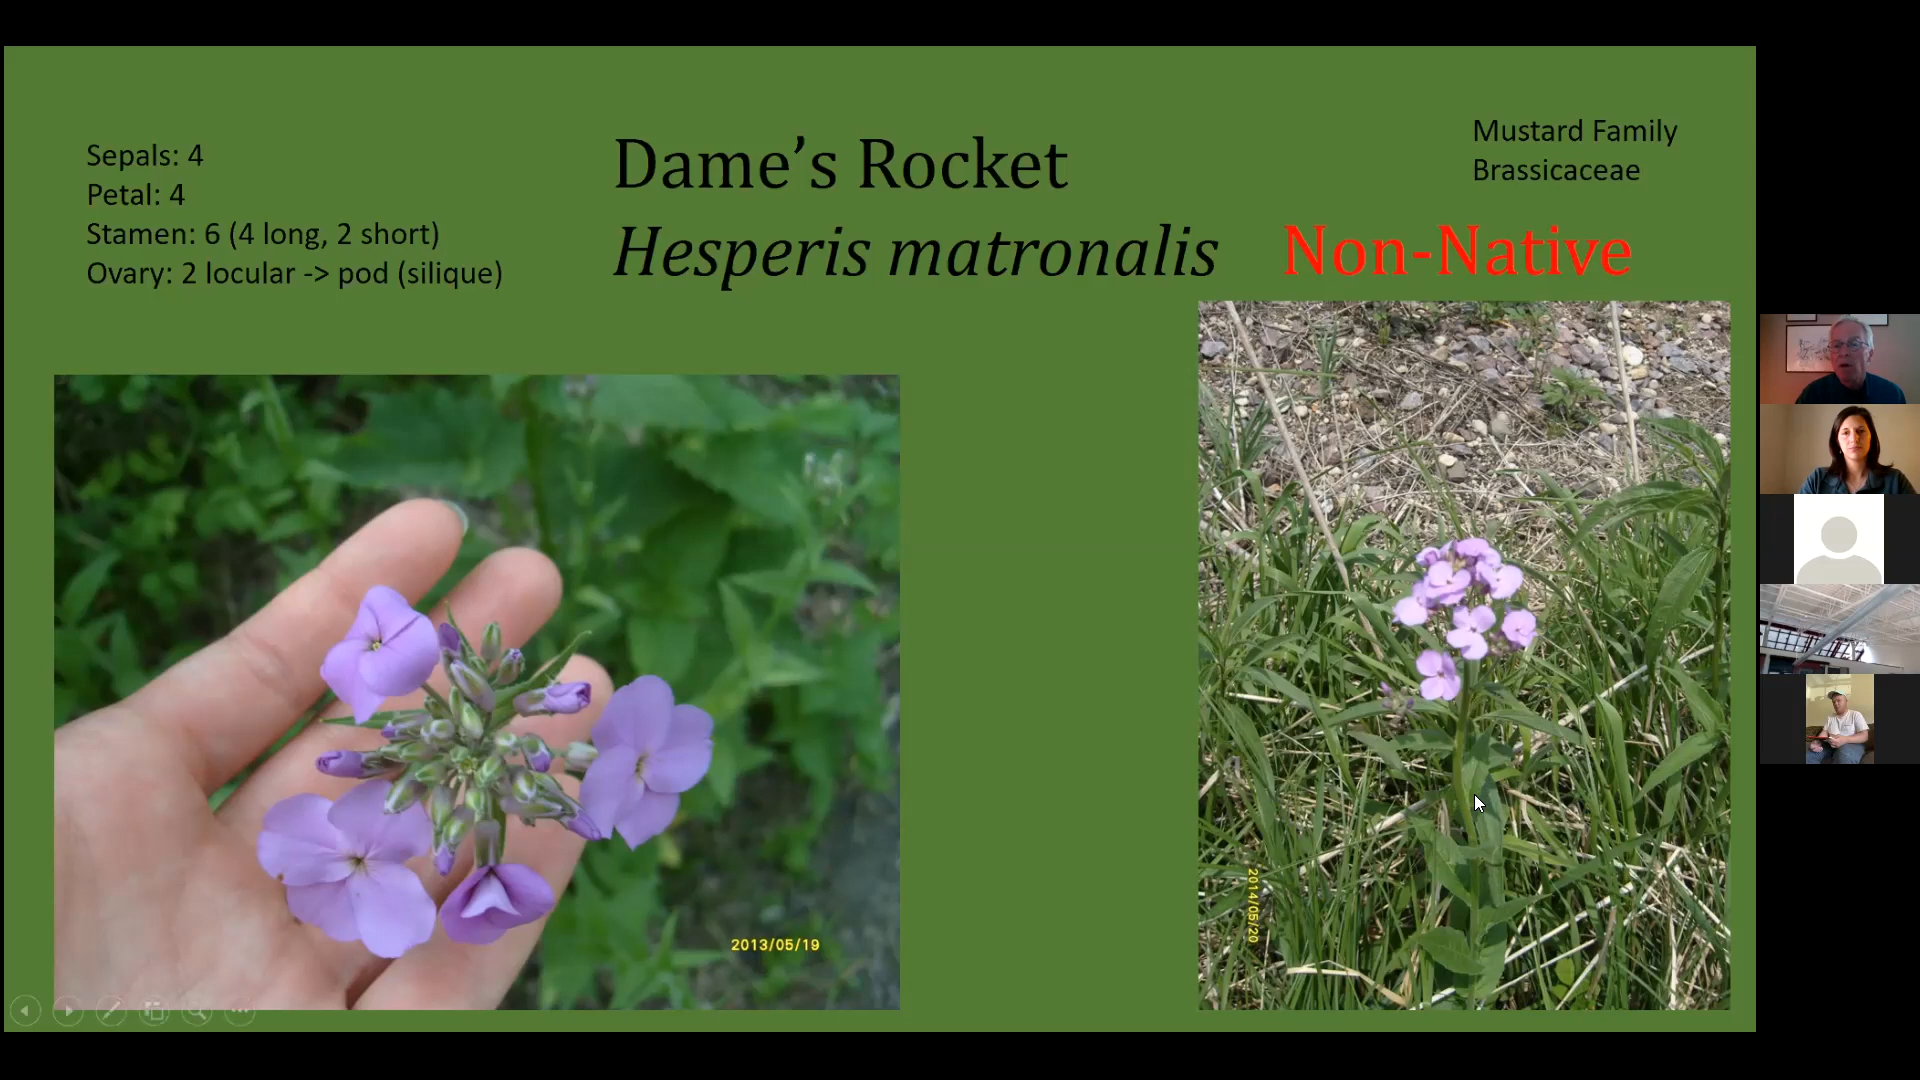 Sepals: 4
Petal: 4
Stamen: 6 (4 long, 2 short)
Ovary: 2 locular -> pod (silique)
Dame’s Rocket
Hesperis matronalis
Non-Native
Mustard Family
Brassicaceae
2013/05/19
2014/05/20